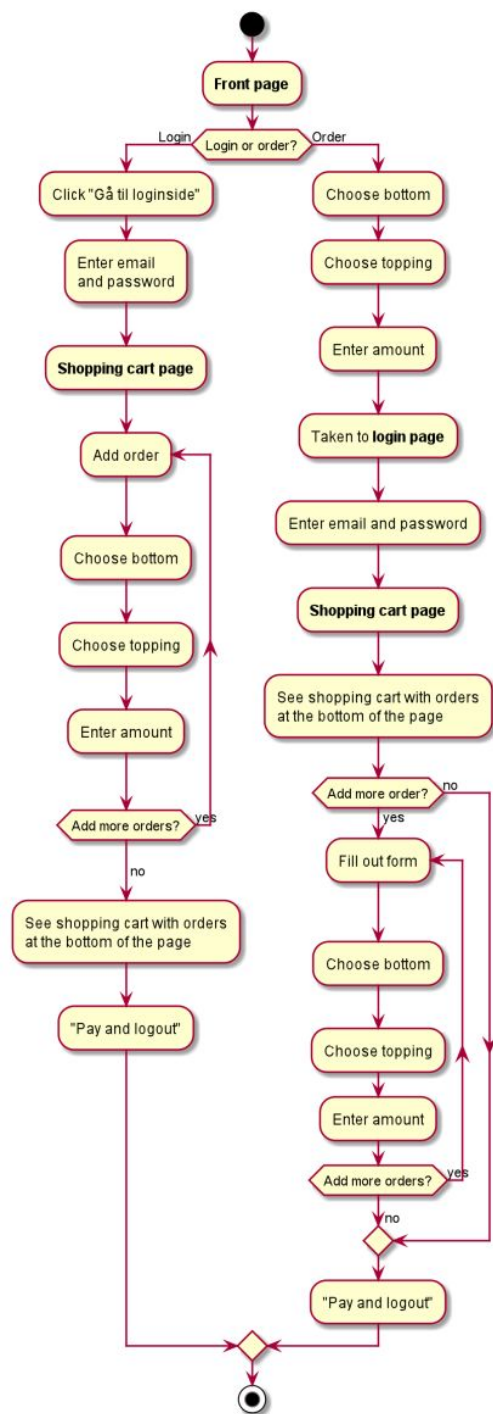 Front page
Login or order?
Login
Order
Click "Gå til loginside"
Enter email
and password
Shopping cart page
Add order
Choose bottom
Choose topping
Enter amount
Add more orders?
yes
no
See shopping cart with orders
at the bottom of the page
"Pay and logout"
Choose bottom
Choose topping
Enter amount
Taken to login page
Enter email and password
Shopping cart page
See shopping cart with orders
at the bottom of the page
Add more order?
no
yes
Fill out form
Choose bottom
Choose topping
Enter amount
Add more orders?
yes
no
"Pay and logout"